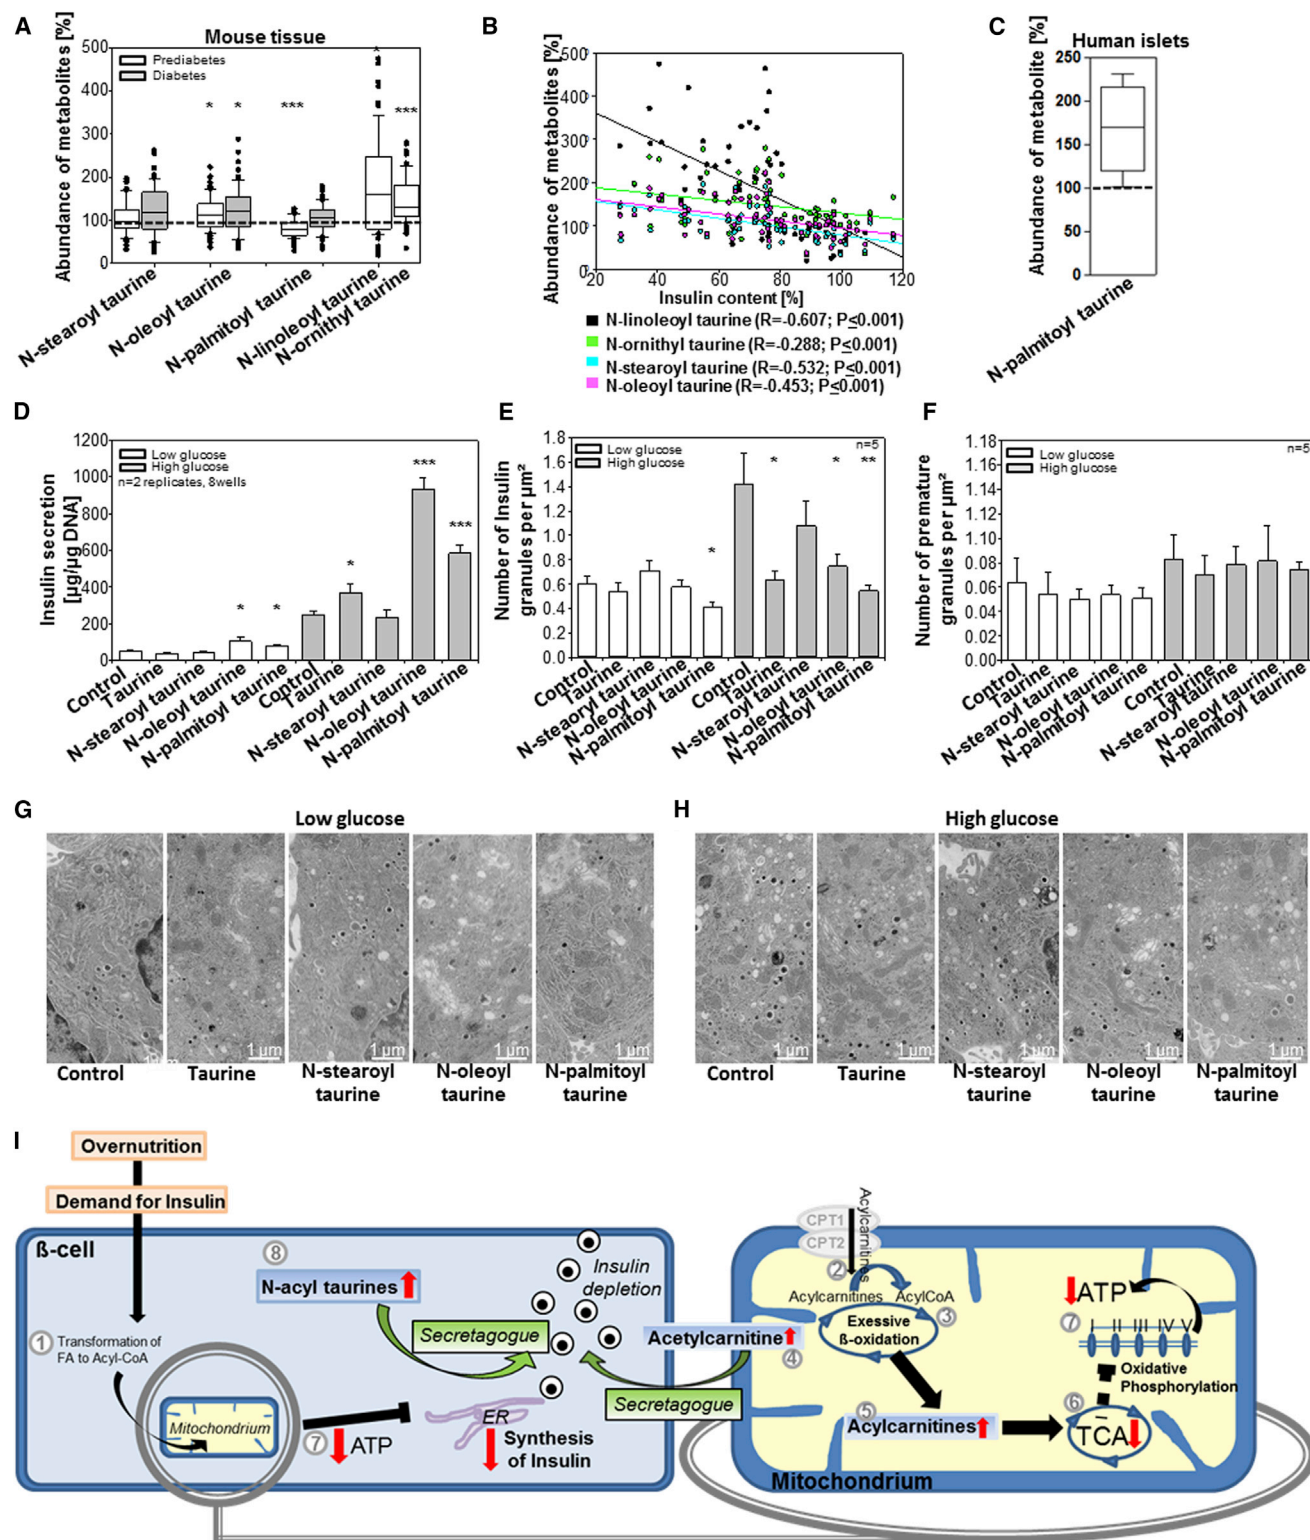 A
Mouse tissue
Abundance of metabolites [%]
500
400
300
200
100
0
Prediabetes
Diabetes
* * *** * ***
N-stearoyl taurine
N-oleoyl taurine
N-palmitoyl taurine
N-linoleoyl taurine
N-ornithyl taurine
B
Abundance of metabolites [%]
500
400
300
200
100
0
20 40 60 80 100 120
Insulin content [%]
N-linoleoyl taurine (R=-0.607; P≤0.001)
N-ornithyl taurine (R=-0.288; P≤0.001)
N-stearoyl taurine (R=-0.532; P≤0.001)
N-oleoyl taurine (R=-0.453; P≤0.001)
C
Human islets
Abundance of metabolite [%]
250
200
150
100
50
0
N-palmitoyl taurine
D
Insulin secretion
[µg/µg DNA]
1200
1000
800
600
400
200
0
Low glucose
High glucose
n=2 replicates, 8wells
* * * *** ***
Control
Taurine
N-stearoyl taurine
N-oleoyl taurine
N-palmitoyl taurine
Control
Taurine
N-stearoyl taurine
N-oleoyl taurine
N-palmitoyl taurine
E
Number of Insulin
granules per µm²
1.8
1.6
1.4
1.2
1.0
0.8
0.6
0.4
0.2
0.0
Low glucose
High glucose
n=5
* * * **
Control
Taurine
N-steaoryl taurine
N-oleoyl taurine
N-palmitoyl taurine
Control
Taurine
N-stearoyl taurine
N-oleoyl taurine
N-palmitoyl taurine
F
Number of premature
granules per µm²
1.18
1.16
1.14
1.12
1.10
0.08
0.06
0.04
0.02
0.00
Low glucose
High glucose
n=5
Control
Taurine
N-stearoyl taurine
N-oleoyl taurine
N-palmitoyl taurine
Control
Taurine
N-stearoyl taurine
N-oleoyl taurine
N-palmitoyl taurine
G
Low glucose
1 µm
1 µm
1 µm
1 µm
1 µm
Control
Taurine
N-stearoyl
taurine
N-oleoyl
taurine
N-palmitoyl
taurine
H
High glucose
1 µm
1 µm
1 µm
1 µm
1 µm
Control
Taurine
N-stearoyl
taurine
N-oleoyl
taurine
N-palmitoyl
taurine
I
Overnutrition
Demand for Insulin
ß-cell
8
N-acyl taurines
Insulin
depletion
1 Transformation of
FA to Acyl-CoA
Secretagogue
Mitochondrium
7
ATP
ER
Synthesis
of Insulin
Secretagogue
CPT1
CPT2
Acylcarnitines
2
Acylcarnitines AcylCoA
Exessive
ß-oxidation
3
Acetylcarnitine
4
5
Acylcarnitines
ATP
7
I II III IV V
Oxidative
Phosphorylation
6
TCA
Mitochondrium